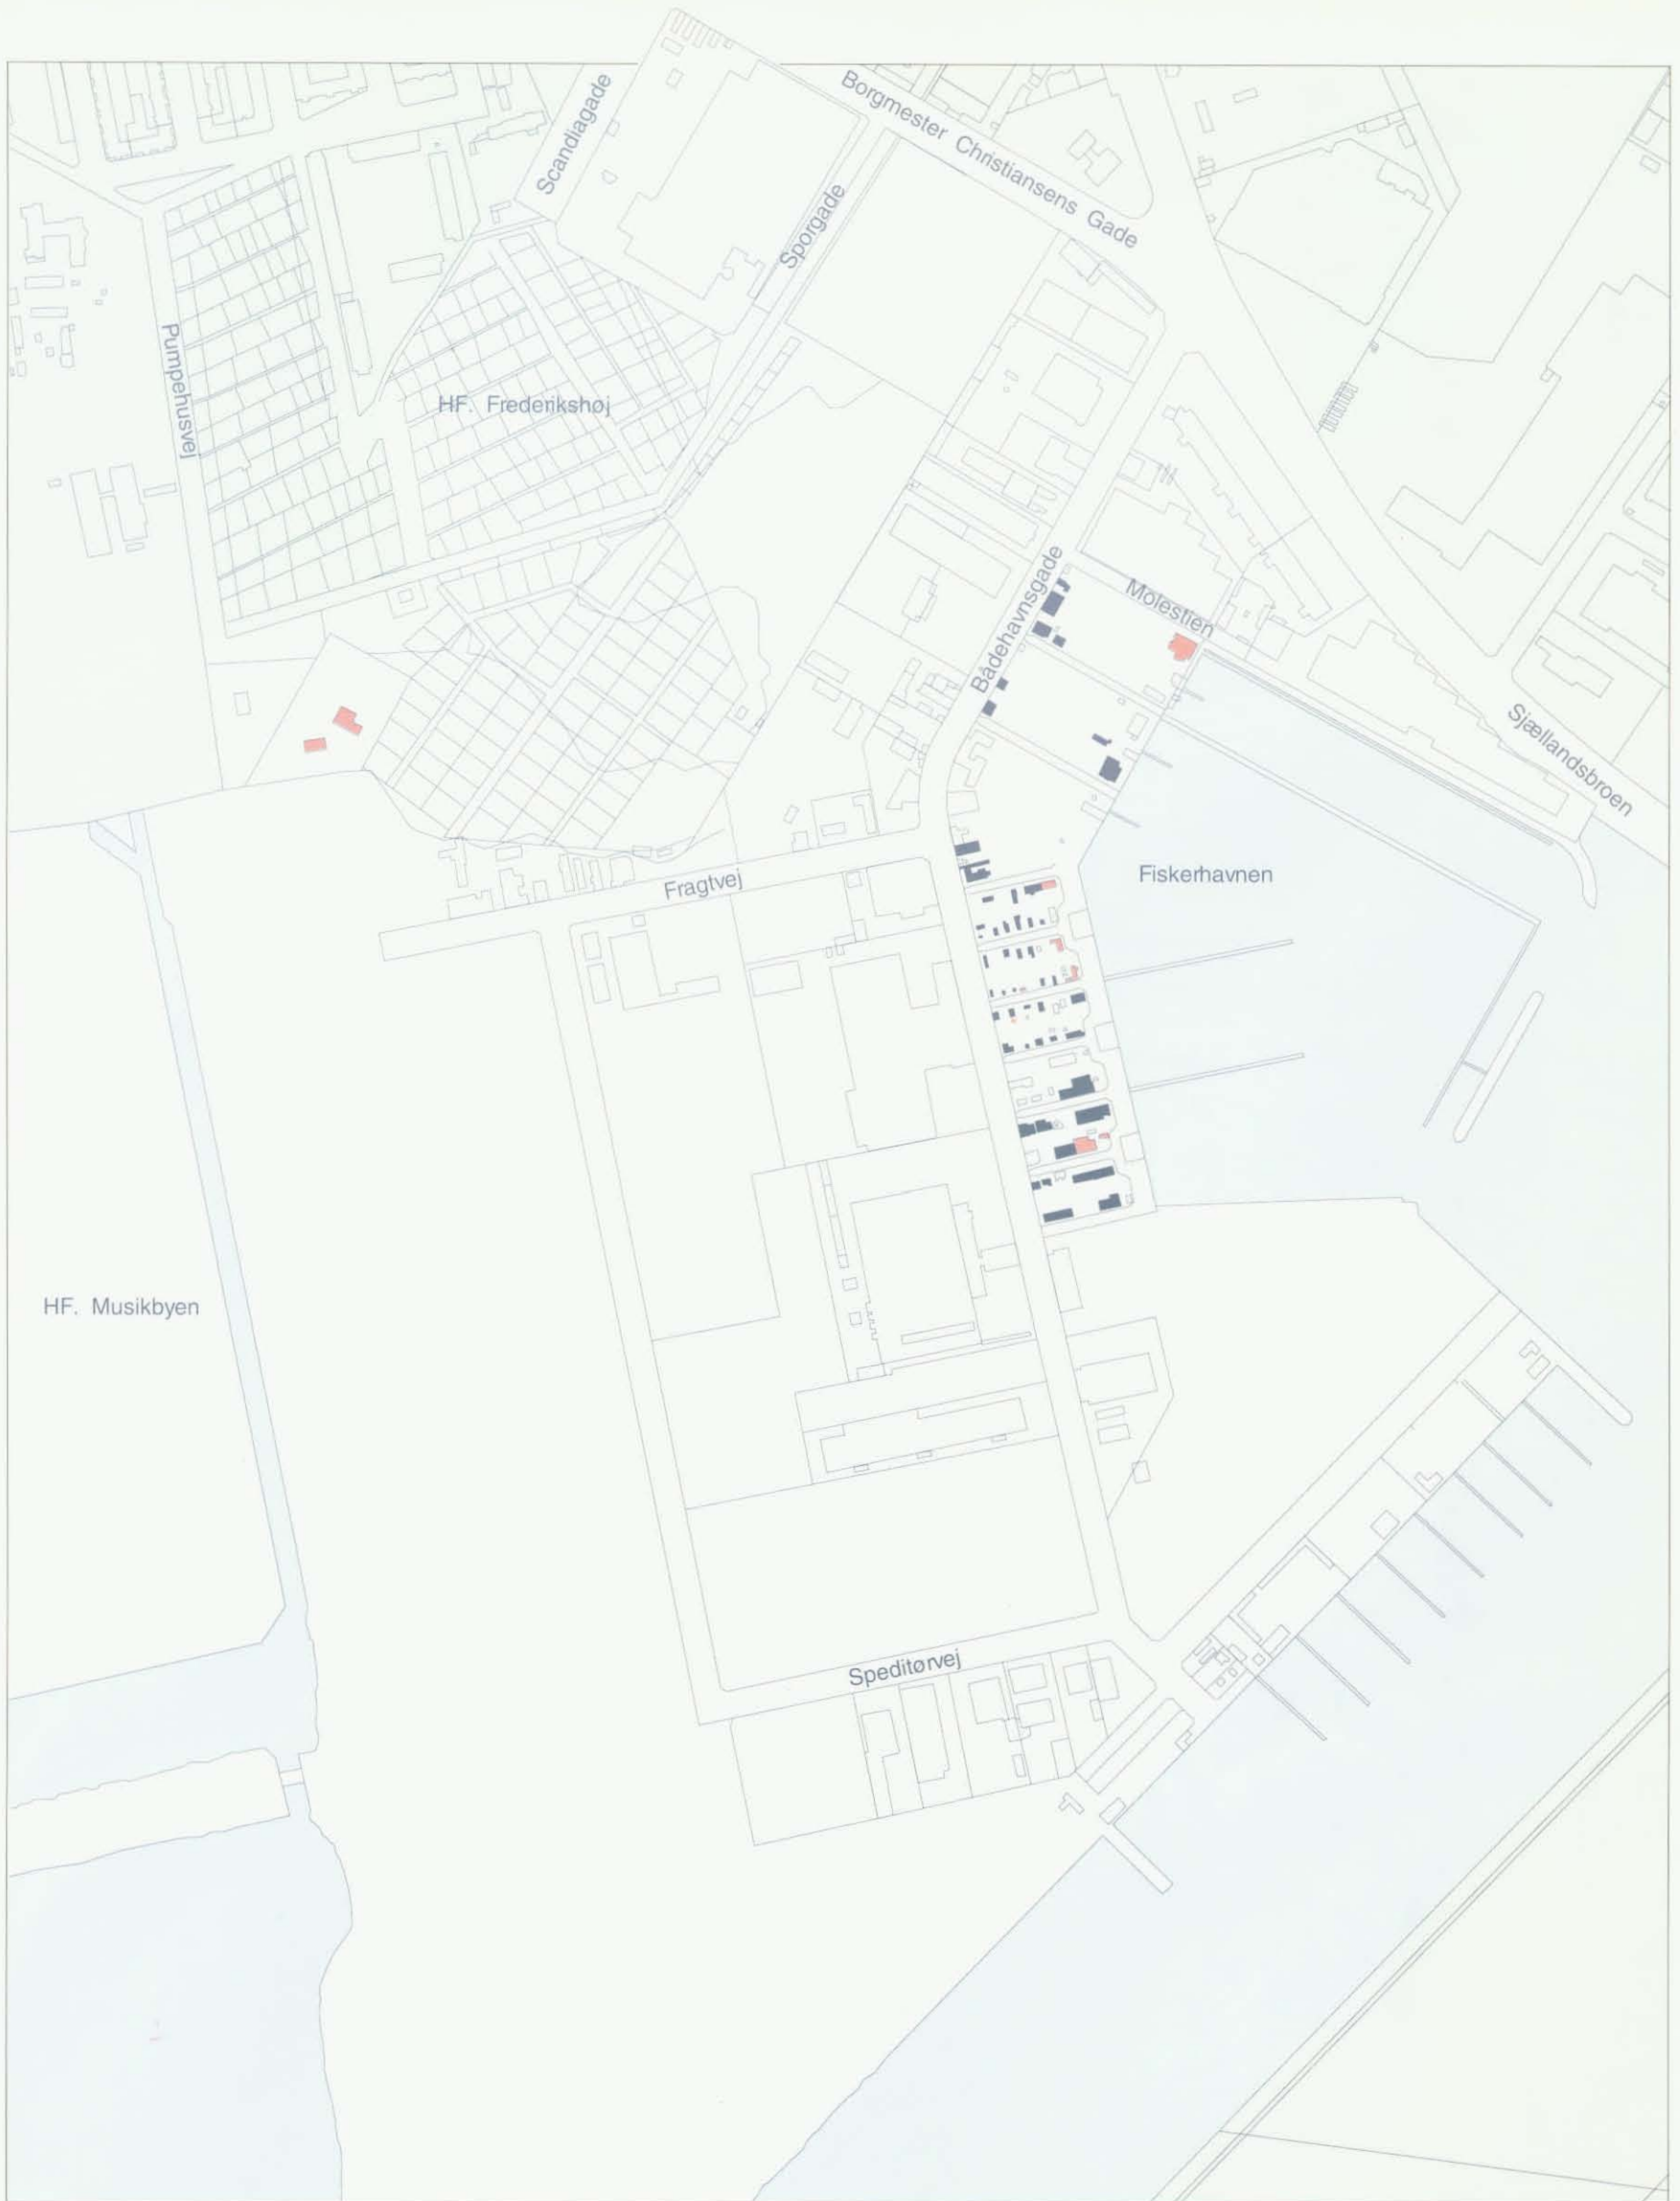 Scandiagade
Borgmester Christiansens Gade
Sporgade
Pumpehusvej
HF. Frederikshøj
Bådehavnsgade
Molestien
Sjællandsbroen
Fragtvej
Fiskerhavnen
HF. Musikbyen
Speditørvej